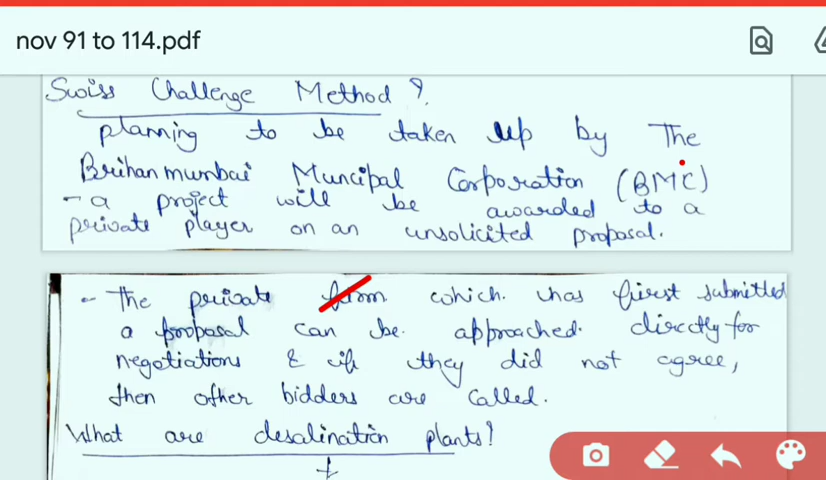 nov 91 to 114.pdf
Swiss Challenge Method?
planning to be taken up by The
Brihanmunbai Muncipal Corporation (BMC)
- a project will be awarded to a
private player on an unsolicited proposal.
- The private firm which has first submitted
a proposal can be approached directly for
negotiations & if they did not agree,
then other bidders are called.
What are desalination plants?